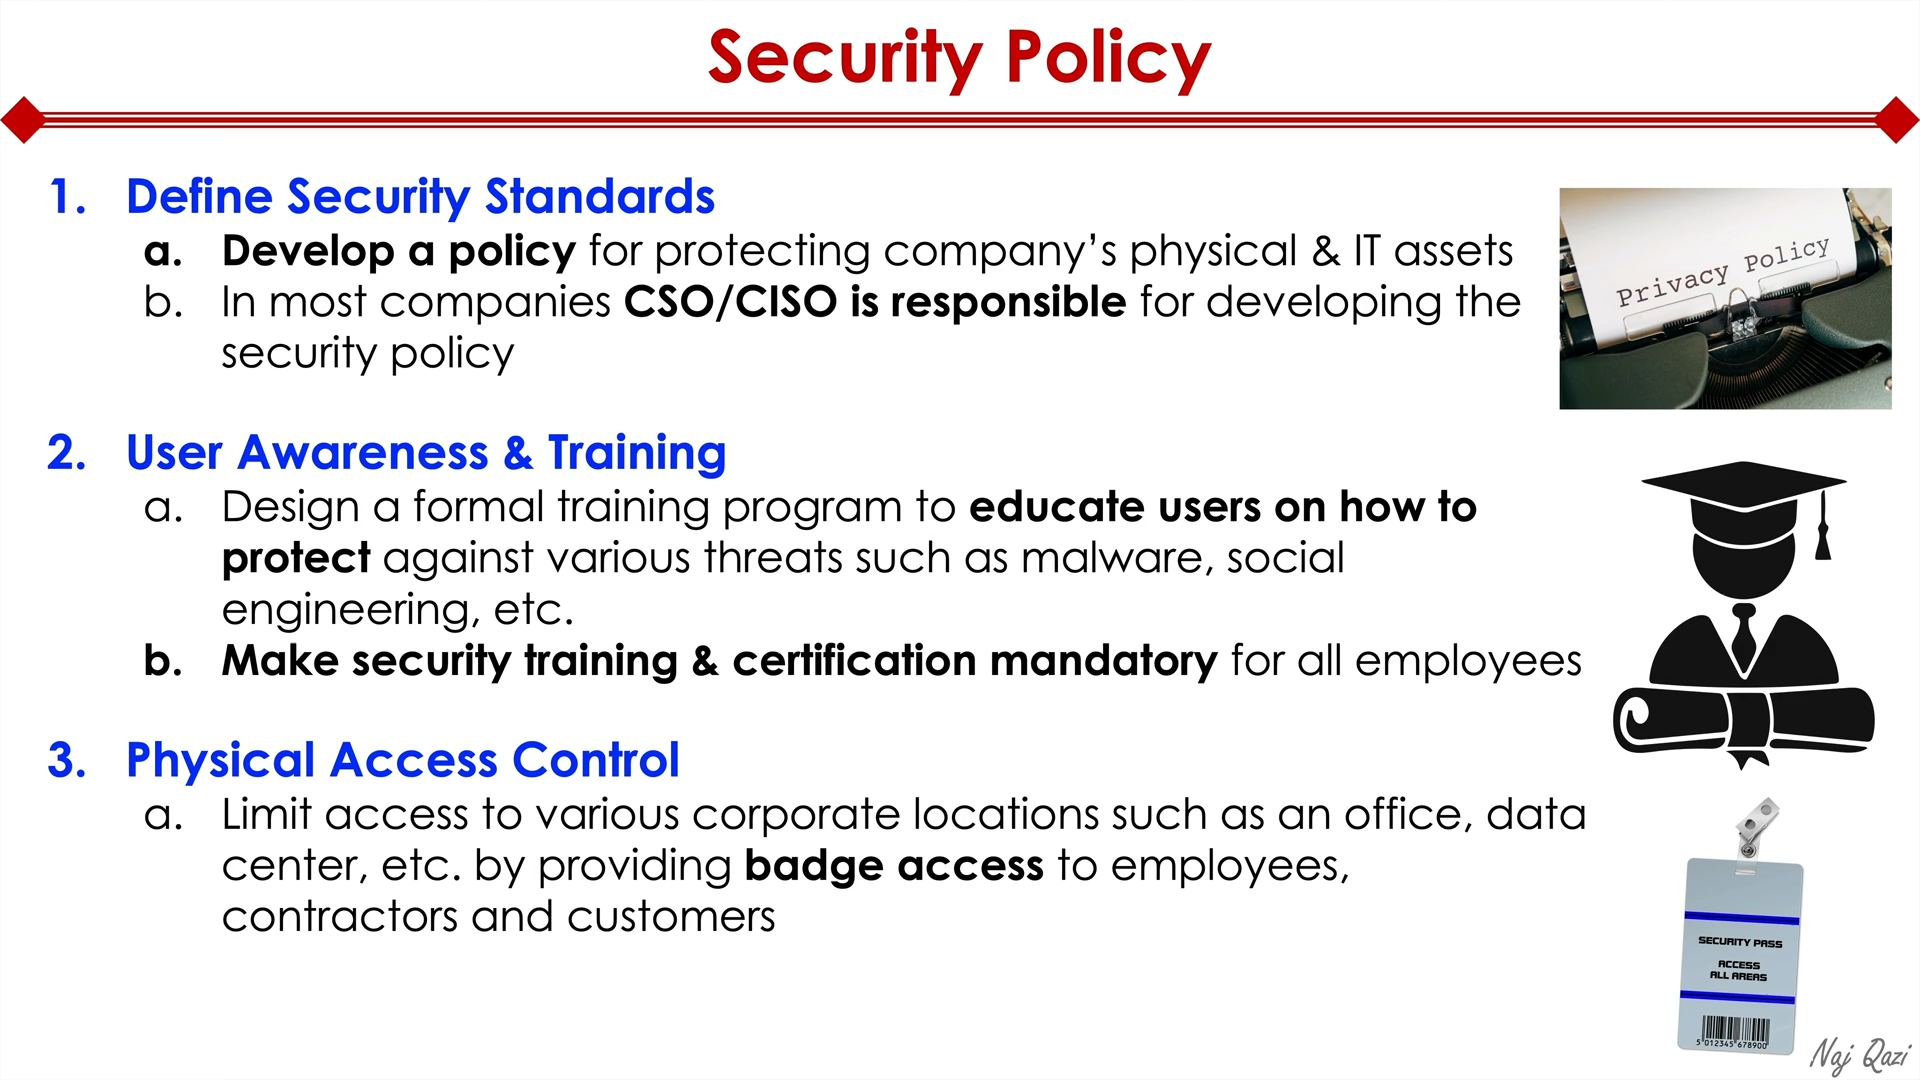 Security Policy
1. Define Security Standards
a. Develop a policy for protecting company’s physical & IT assets
b. In most companies CSO/CISO is responsible for developing the
security policy
Privacy Policy
2. User Awareness & Training
a. Design a formal training program to educate users on how to
protect against various threats such as malware, social
engineering, etc.
b. Make security training & certification mandatory for all employees
3. Physical Access Control
a. Limit access to various corporate locations such as an office, data
center, etc. by providing badge access to employees,
contractors and customers
SECURITY PASS
ACCESS
ALL AREAS
5 012345 678900
Naj Qazi